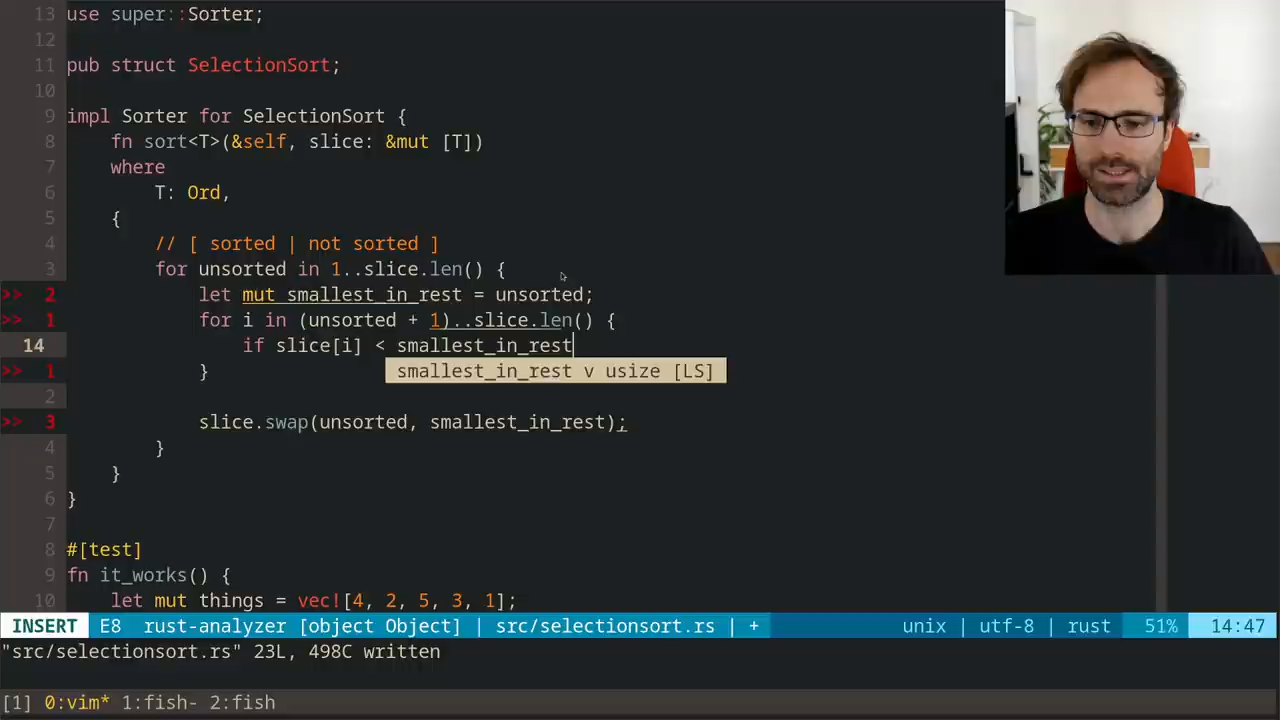 13 use super::Sorter;
12
11 pub struct SelectionSort;
10
9 impl Sorter for SelectionSort {
8     fn sort<T>(&self, slice: &mut [T])
7     where
6         T: Ord,
5     {
4         // [ sorted | not sorted ]
3         for unsorted in 1..slice.len() {
>> 2             let mut smallest_in_rest = unsorted;
>> 1             for i in (unsorted + 1)..slice.len() {
14                 if slice[i] < smallest_in_rest
>> 1             }
smallest_in_rest v usize [LS]
2
>> 3             slice.swap(unsorted, smallest_in_rest);
4         }
5     }
6 }
7
8 #[test]
9 fn it_works() {
10     let mut things = vec![4, 2, 5, 3, 1];
INSERT E8 rust-analyzer [object Object] | src/selectionsort.rs | + unix | utf-8 | rust 51% 14:47
"src/selectionsort.rs" 23L, 498C written
[1] 0:vim* 1:fish- 2:fish